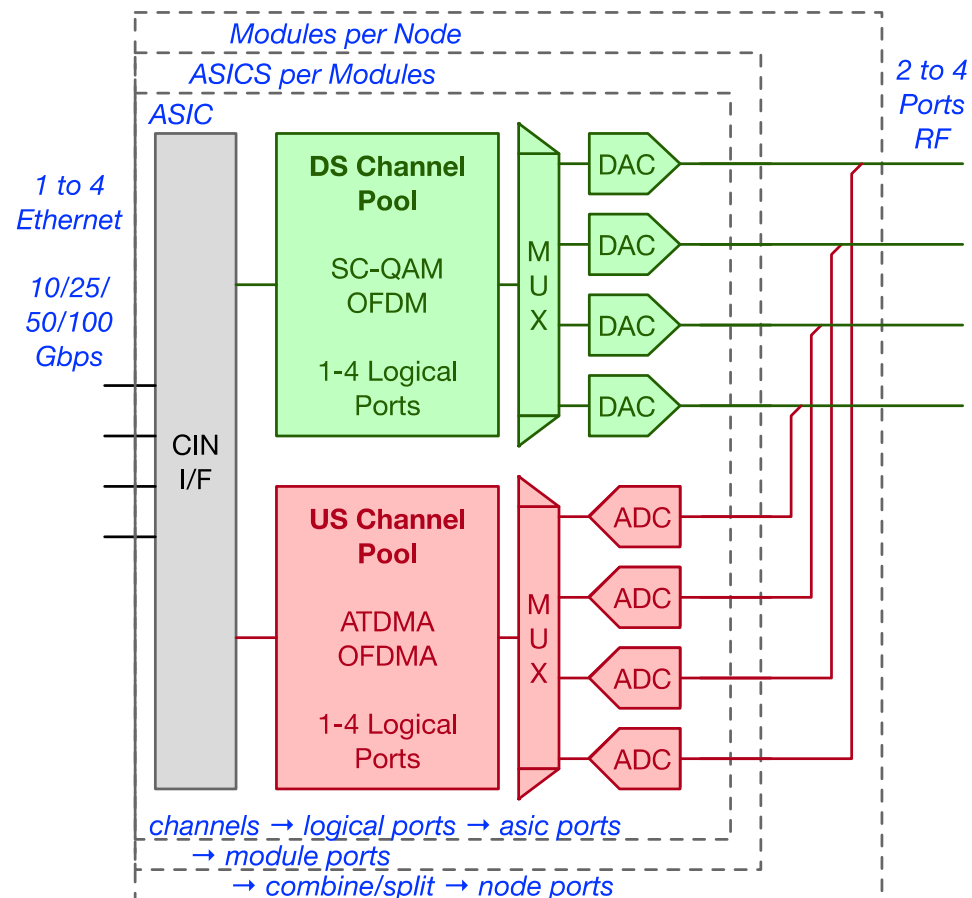 Modules per Node
ASICS per Modules
ASIC
2 to 4
Ports
RF
1 to 4
Ethernet
10/25/
50/100
Gbps
CIN
I/F
DS Channel
Pool
SC-QAM
OFDM
1-4 Logical
Ports
M
U
X
DAC
DAC
DAC
DAC
US Channel
Pool
ATDMA
OFDMA
1-4 Logical
Ports
M
U
X
ADC
ADC
ADC
ADC
channels → logical ports → asic ports
→ module ports
→ combine/split → node ports